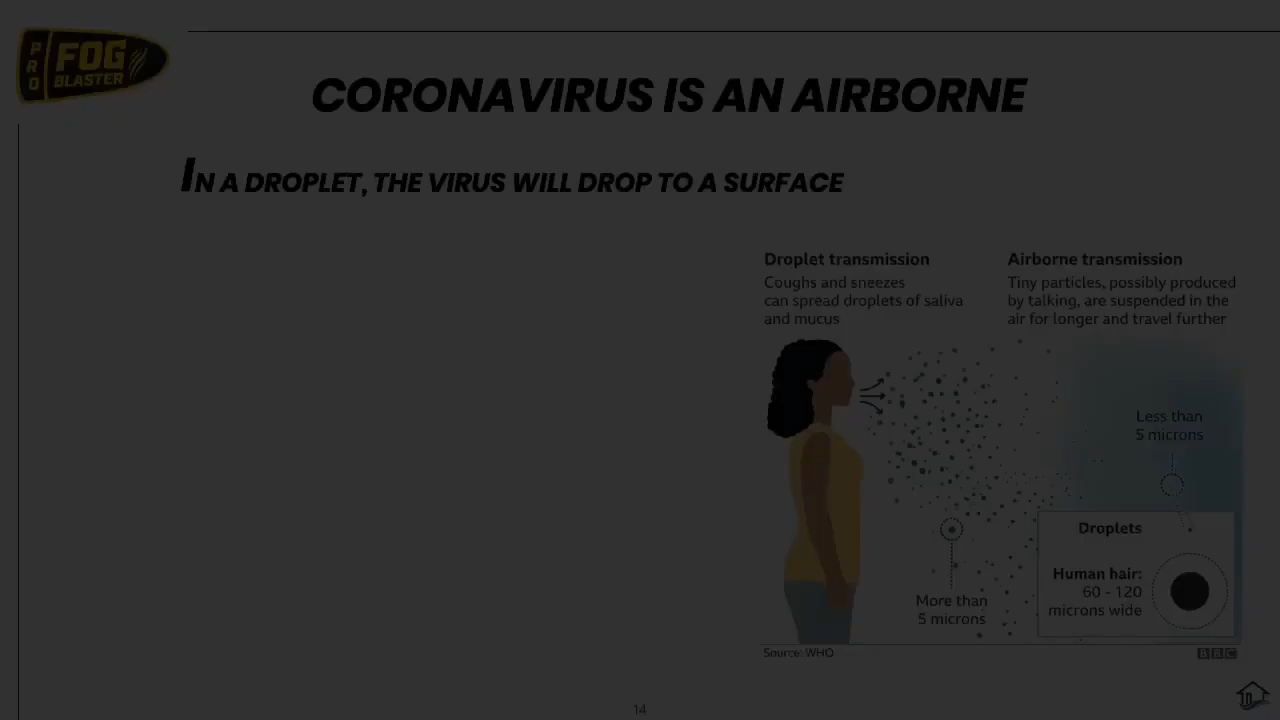 PRO
FOG
BLASTER
CORONAVIRUS IS AN AIRBORNE
IN A DROPLET, THE VIRUS WILL DROP TO A SURFACE
Droplet transmission
Coughs and sneezes
can spread droplets of saliva
and mucus
Airborne transmission
Tiny particles, possibly produced
by talking, are suspended in the
air for longer and travel further
Less than
5 microns
Droplets
Human hair:
60 - 120
microns wide
More than
5 microns
Source: WHO
BBC
14